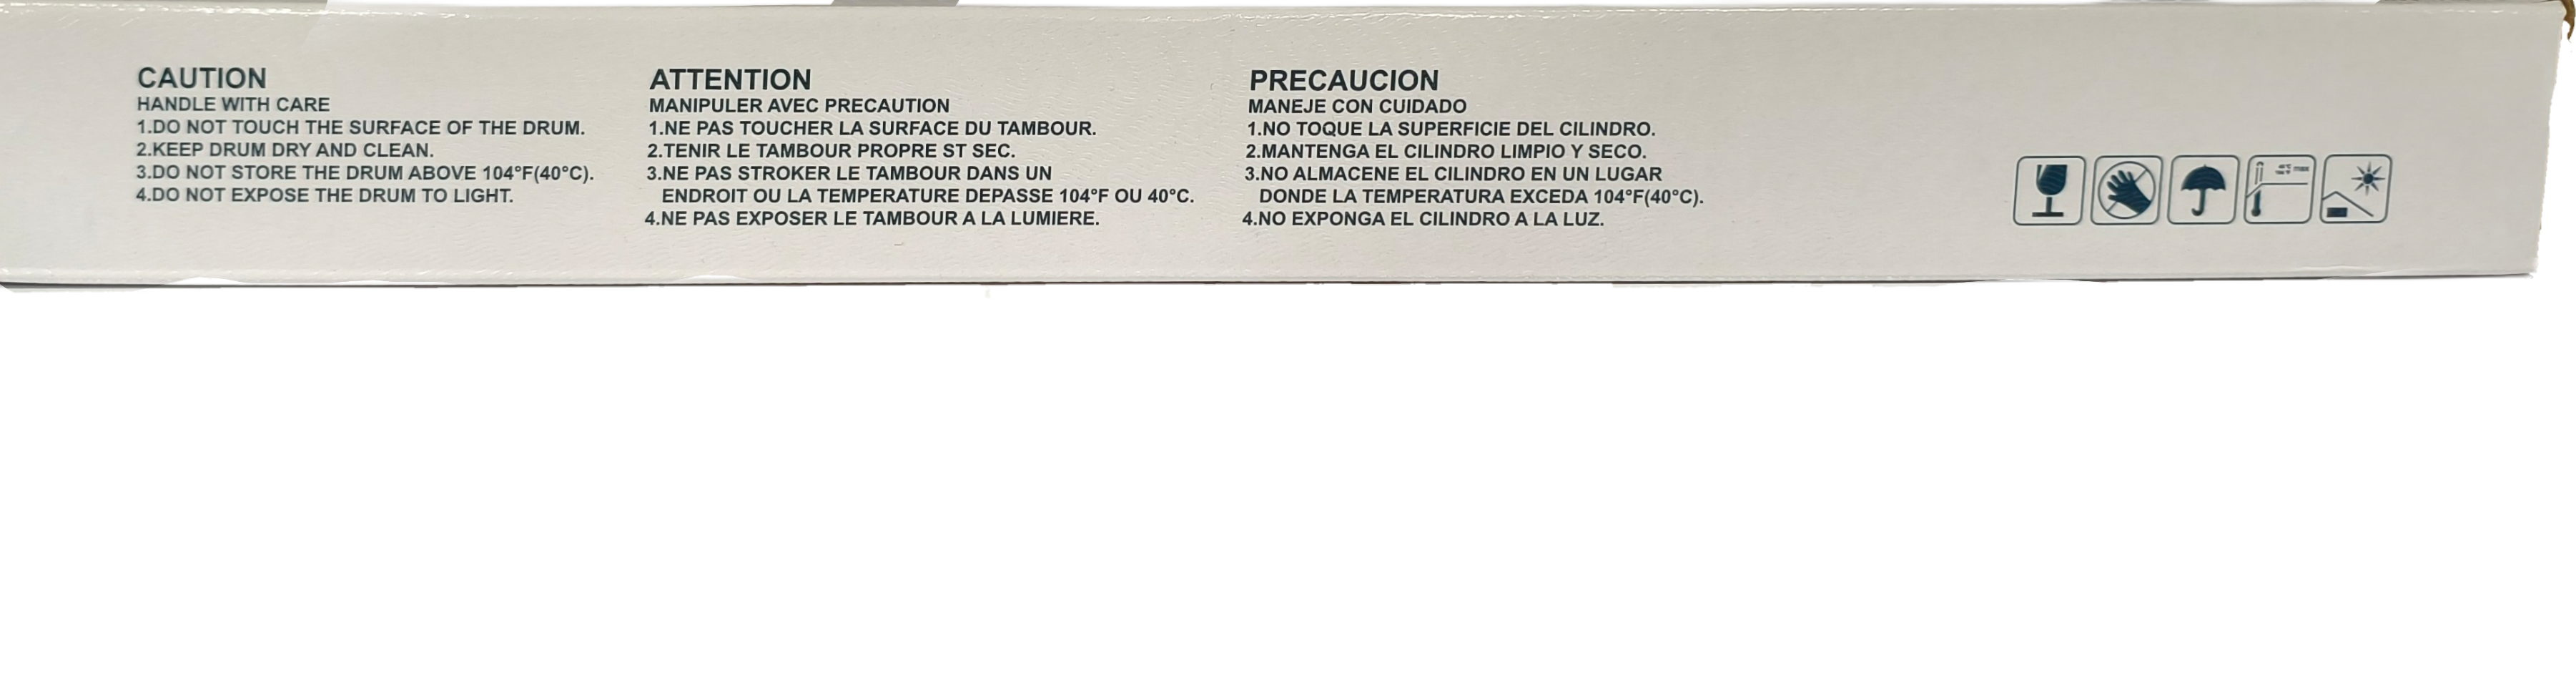 CAUTION
HANDLE WITH CARE
1.DO NOT TOUCH THE SURFACE OF THE DRUM.
2.KEEP DRUM DRY AND CLEAN.
3.DO NOT STORE THE DRUM ABOVE 104°F(40°C).
4.DO NOT EXPOSE THE DRUM TO LIGHT.
ATTENTION
MANIPULER AVEC PRECAUTION
1.NE PAS TOUCHER LA SURFACE DU TAMBOUR.
2.TENIR LE TAMBOUR PROPRE ST SEC.
3.NE PAS STROKER LE TAMBOUR DANS UN
ENDROIT OU LA TEMPERATURE DEPASSE 104°F OU 40°C.
4.NE PAS EXPOSER LE TAMBOUR A LA LUMIERE.
PRECAUCION
MANEJE CON CUIDADO
1.NO TOQUE LA SUPERFICIE DEL CILINDRO.
2.MANTENGA EL CILINDRO LIMPIO Y SECO.
3.NO ALMACENE EL CILINDRO EN UN LUGAR
DONDE LA TEMPERATURA EXCEDA 104°F(40°C).
4.NO EXPONGA EL CILINDRO A LA LUZ.